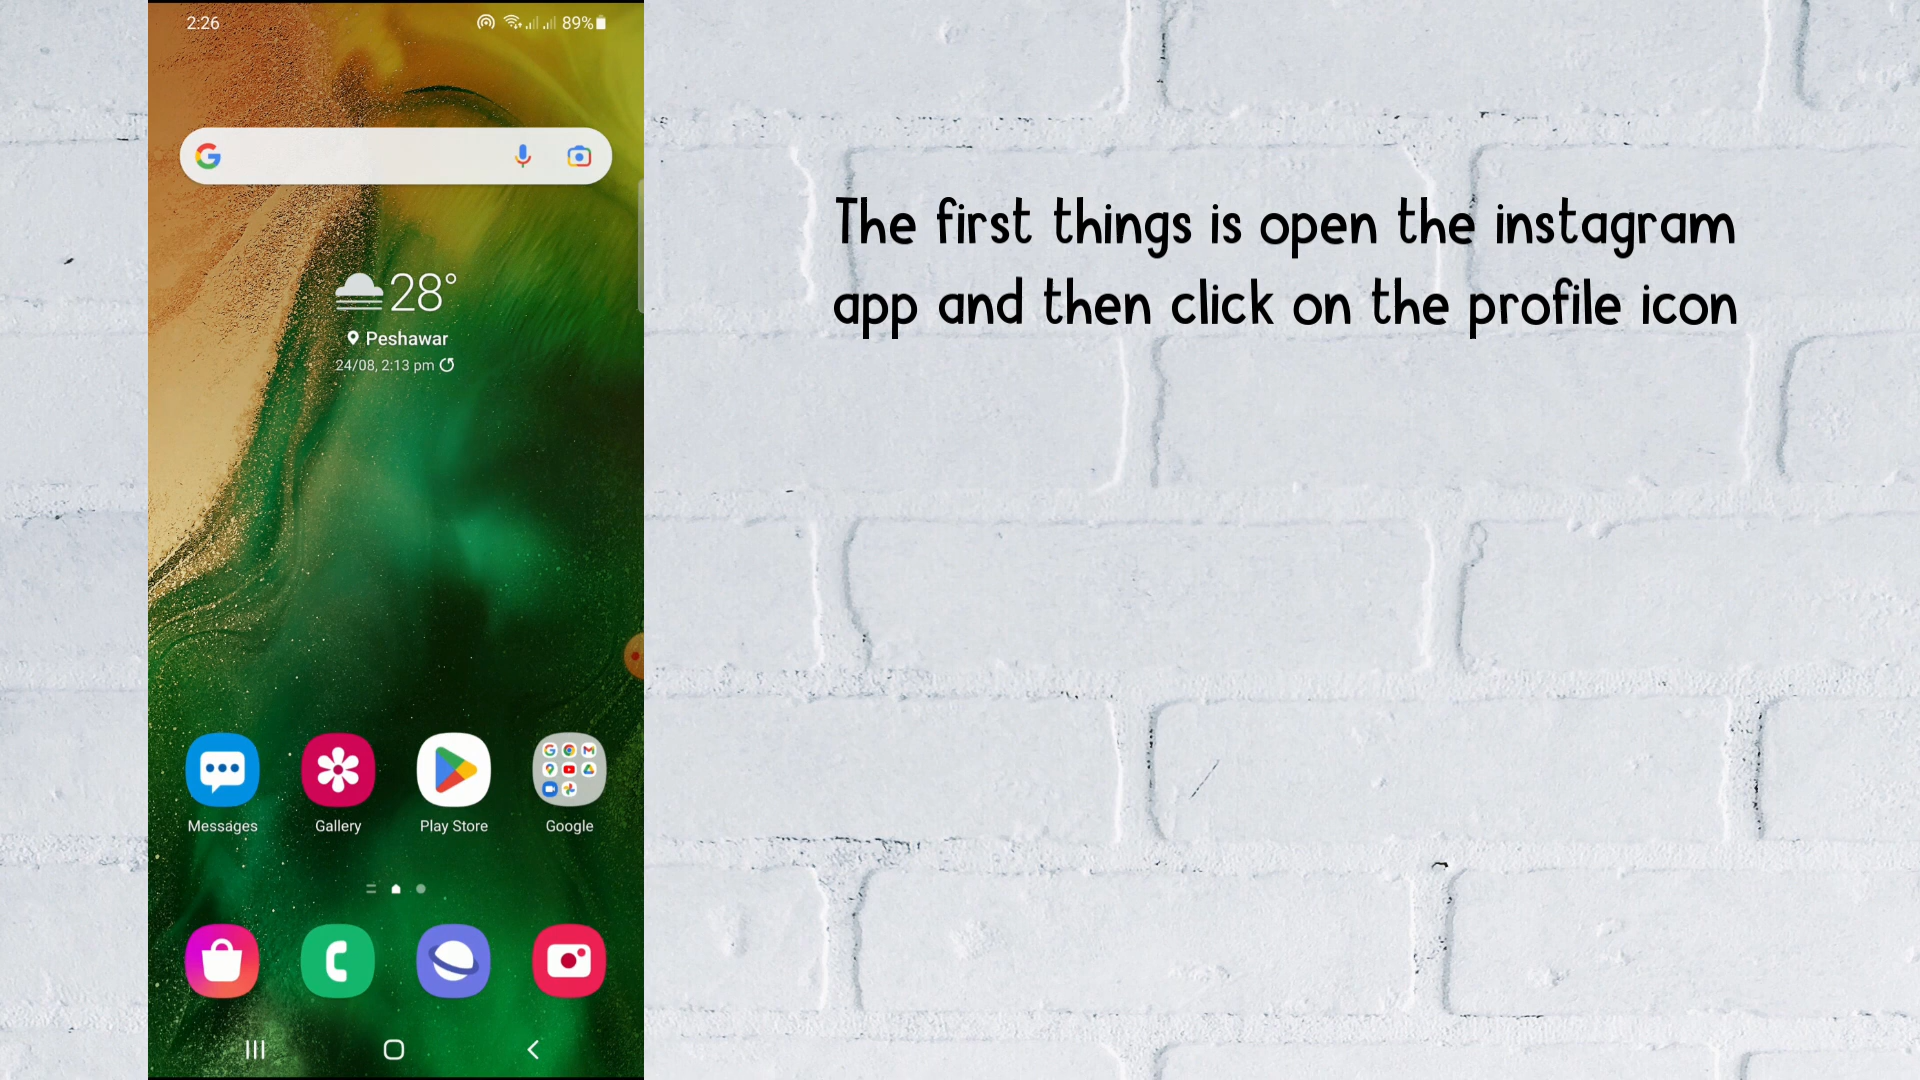 2:26
89%
28°
Peshawar
24/08, 2:13 pm
The first things is open the instagram
app and then click on the profile icon
Messages
Gallery
Play Store
Google